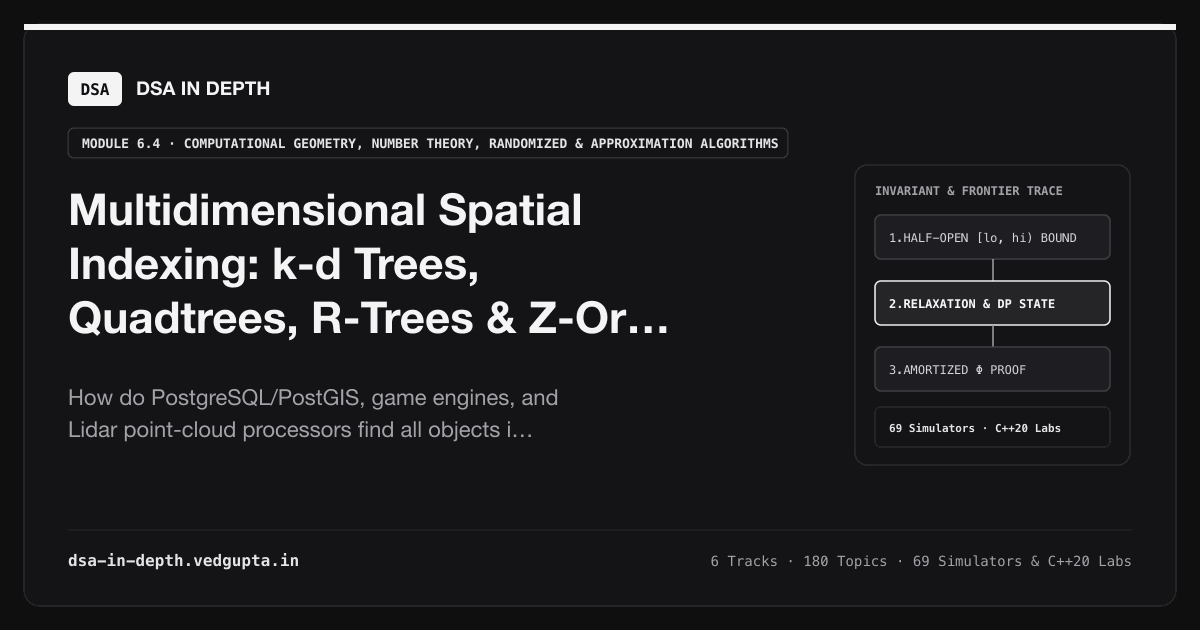 DSA
DSA IN DEPTH
MODULE 6.4 · COMPUTATIONAL GEOMETRY, NUMBER THEORY, RANDOMIZED & APPROXIMATION ALGORITHMS
Multidimensional Spatial
Indexing: k-d Trees,
Quadtrees, R-Trees & Z-Or...
How do PostgreSQL/PostGIS, game engines, and
Lidar point-cloud processors find all objects i...
INVARIANT & FRONTIER TRACE
1.HALF-OPEN [lo, hi) BOUND
2.RELAXATION & DP STATE
3.AMORTIZED Φ PROOF
69 Simulators · C++20 Labs
dsa-in-depth.vedgupta.in
6 Tracks · 180 Topics · 69 Simulators & C++20 Labs